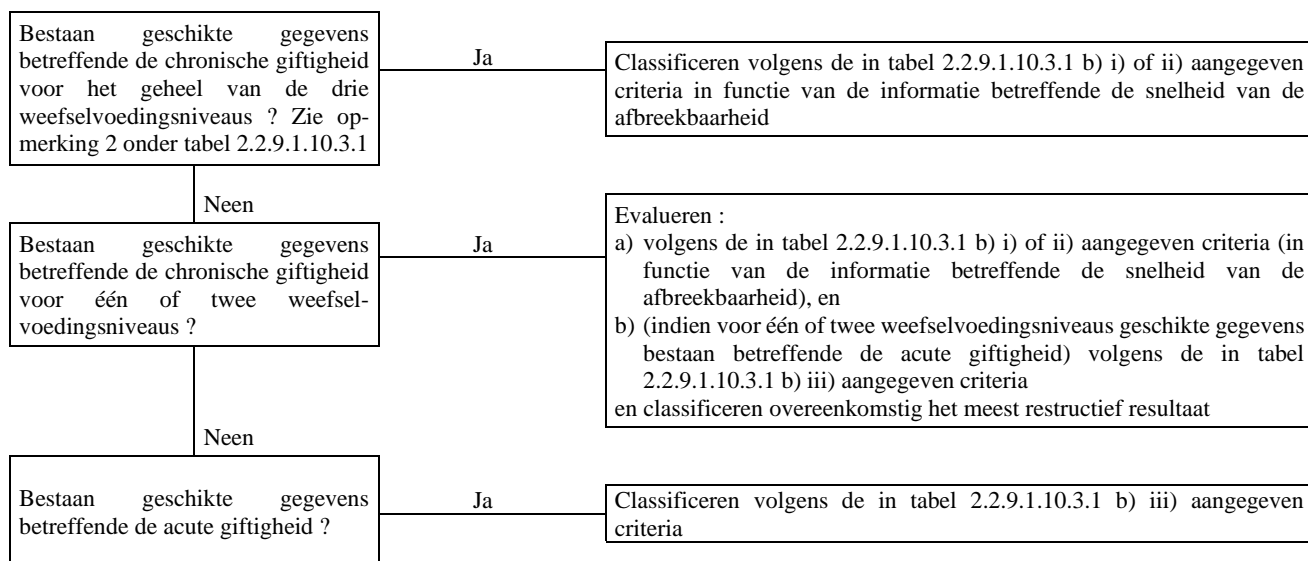 Bestaan geschikte gegevens
betreffende de chronische giftigheid
voor het geheel van de drie
weefselvoedingsniveaus ? Zie op-
merking 2 onder tabel 2.2.9.1.10.3.1
Ja
Classificeren volgens de in tabel 2.2.9.1.10.3.1 b) i) of ii) aangegeven
criteria in functie van de informatie betreffende de snelheid van de
afbreekbaarheid
Neen
Bestaan geschikte gegevens
betreffende de chronische giftigheid
voor één of twee weefsel-
voedingsniveaus ?
Ja
Evalueren :
a) volgens de in tabel 2.2.9.1.10.3.1 b) i) of ii) aangegeven criteria (in
functie van de informatie betreffende de snelheid van de
afbreekbaarheid), en
b) (indien voor één of twee weefselvoedingsniveaus geschikte gegevens
bestaan betreffende de acute giftigheid) volgens de in tabel
2.2.9.1.10.3.1 b) iii) aangegeven criteria
en classificeren overeenkomstig het meest restructief resultaat
Neen
Bestaan geschikte gegevens
betreffende de acute giftigheid ?
Ja
Classificeren volgens de in tabel 2.2.9.1.10.3.1 b) iii) aangegeven
criteria